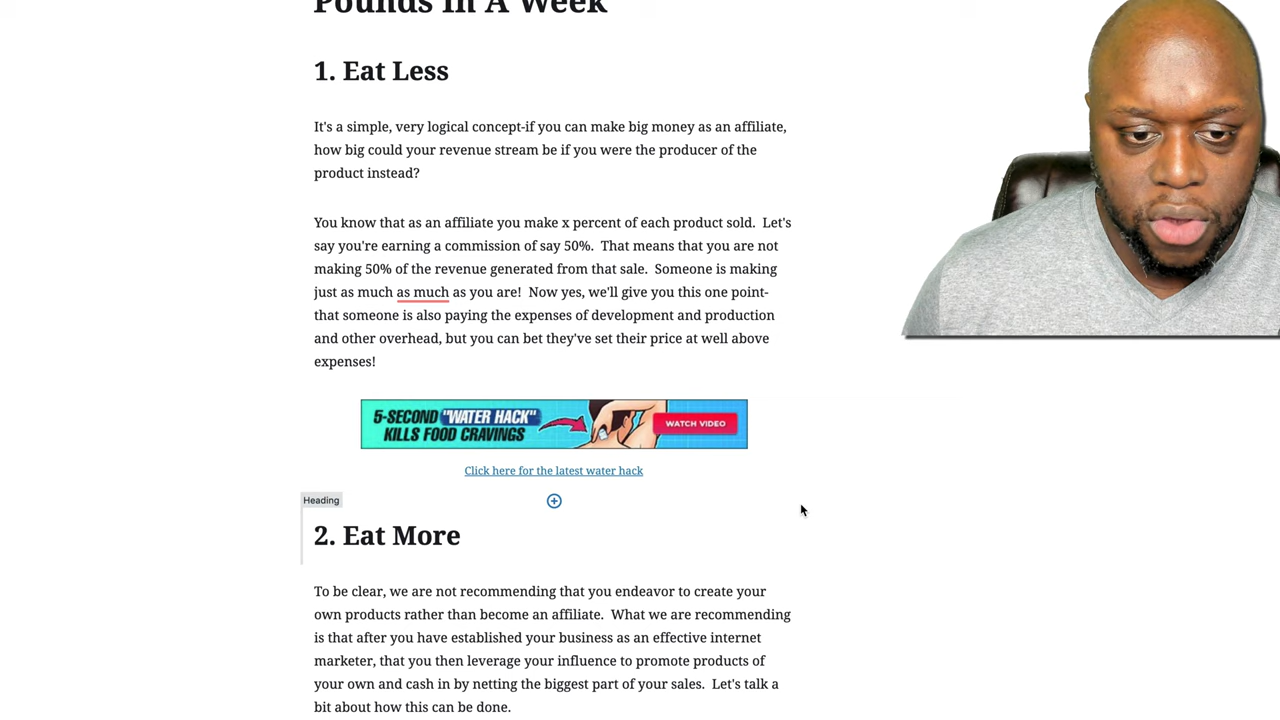 Pounds In A Week
1. Eat Less
It's a simple, very logical concept-if you can make big money as an affiliate,
how big could your revenue stream be if you were the producer of the
product instead?
You know that as an affiliate you make x percent of each product sold.  Let's
say you're earning a commission of say 50%.  That means that you are not
making 50% of the revenue generated from that sale.  Someone is making
just as much as much as you are!  Now yes, we'll give you this one point-
that someone is also paying the expenses of development and production
and other overhead, but you can bet they've set their price at well above
expenses!
5-SECOND "WATER HACK"
KILLS FOOD CRAVINGS
WATCH VIDEO
Click here for the latest water hack
Heading
2. Eat More
To be clear, we are not recommending that you endeavor to create your
own products rather than become an affiliate.  What we are recommending
is that after you have established your business as an effective internet
marketer, that you then leverage your influence to promote products of
your own and cash in by netting the biggest part of your sales.  Let's talk a
bit about how this can be done.